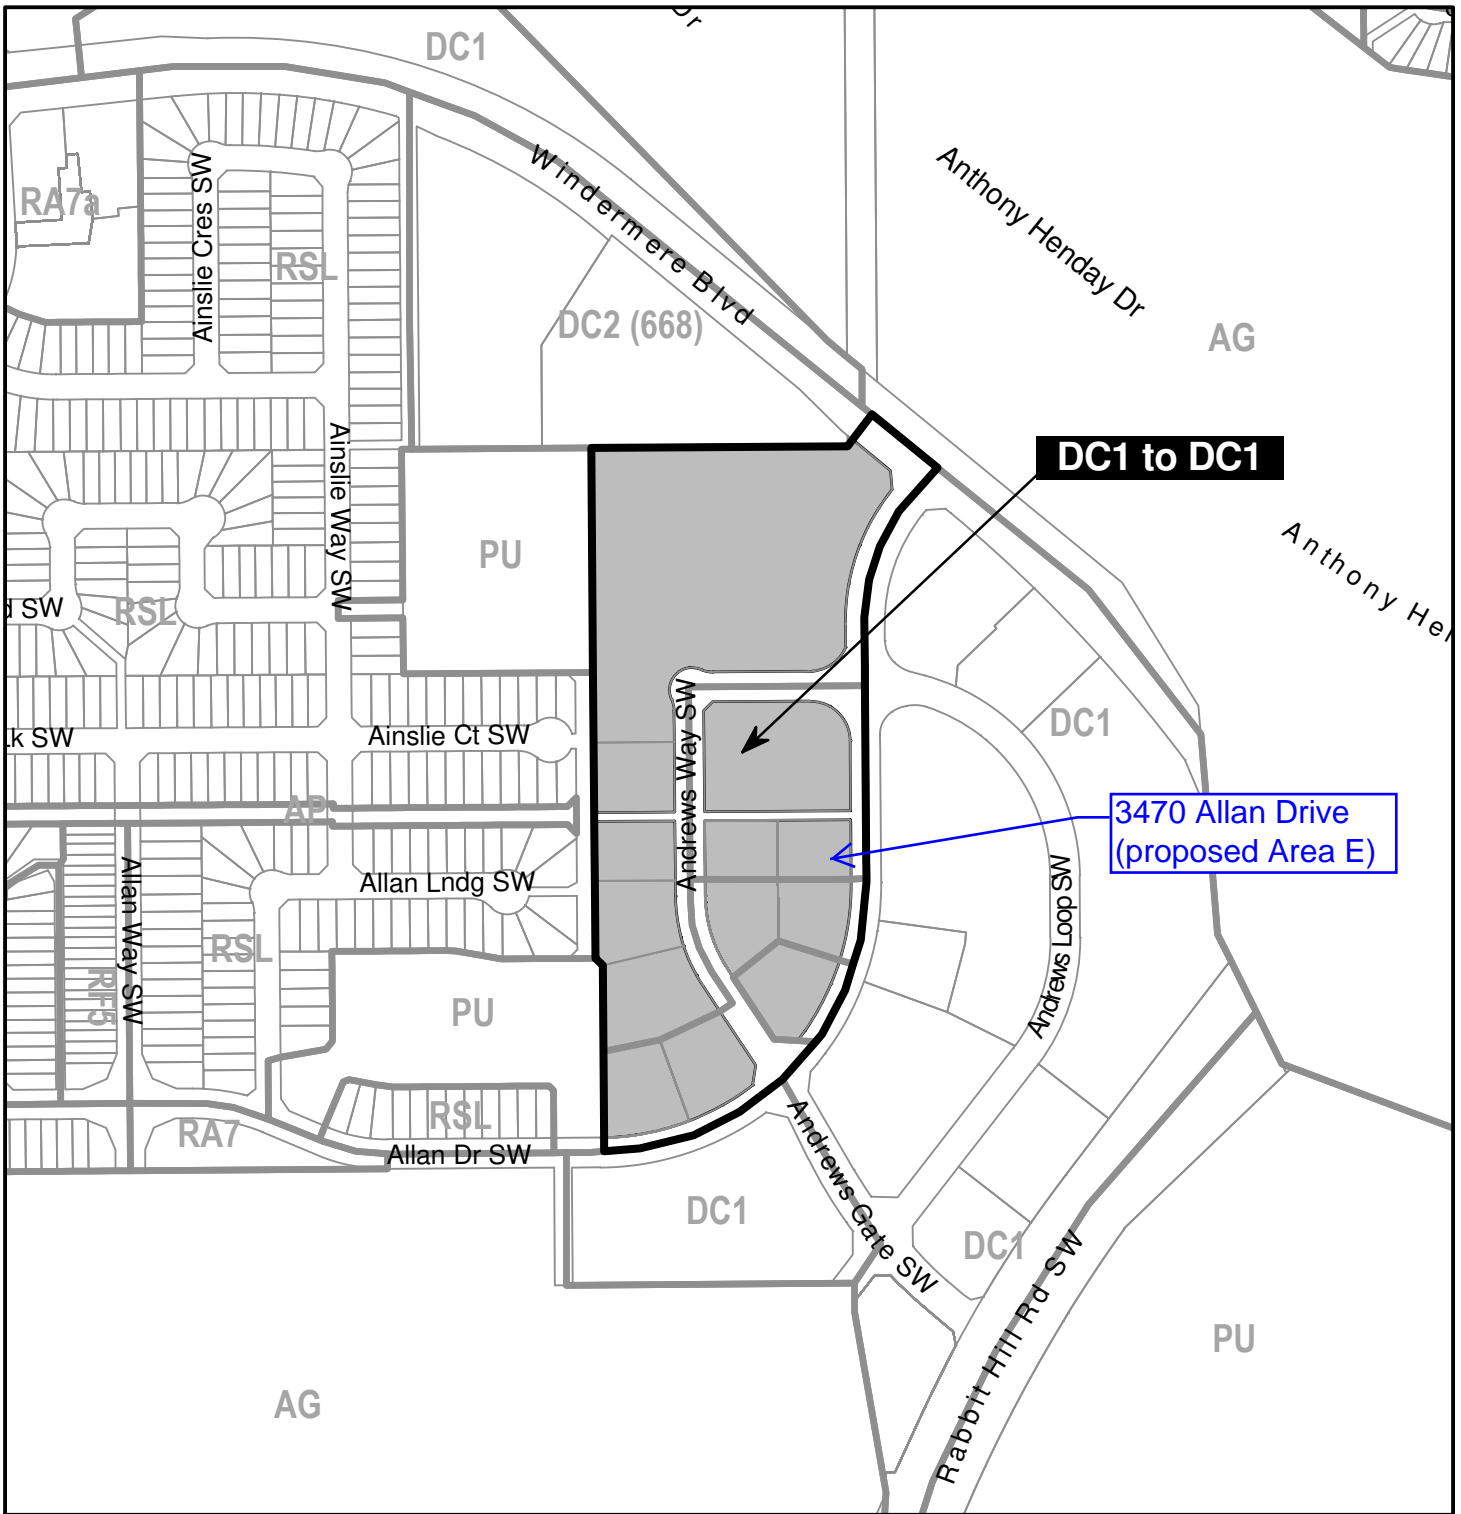 Dr
DC1
Windermere Blvd
Anthony Henday Dr
RA7a
Ainslie Cres SW
RSL
DC2 (668)
AG
DC1 to DC1
Ainslie Way SW
PU
Anthony He
d SW
RSL
Andrews Way SW
DC1
k SW
Ainslie Ct SW
AP
3470 Allan Drive
(proposed Area E)
Allan Way SW
Allan Lndg SW
Andrews Loop SW
RSL
RF5
PU
RSL
RA7
Allan Dr SW
Andrews Gate SW
DC1
DC1
Rabbit Hill Rd SW
PU
AG